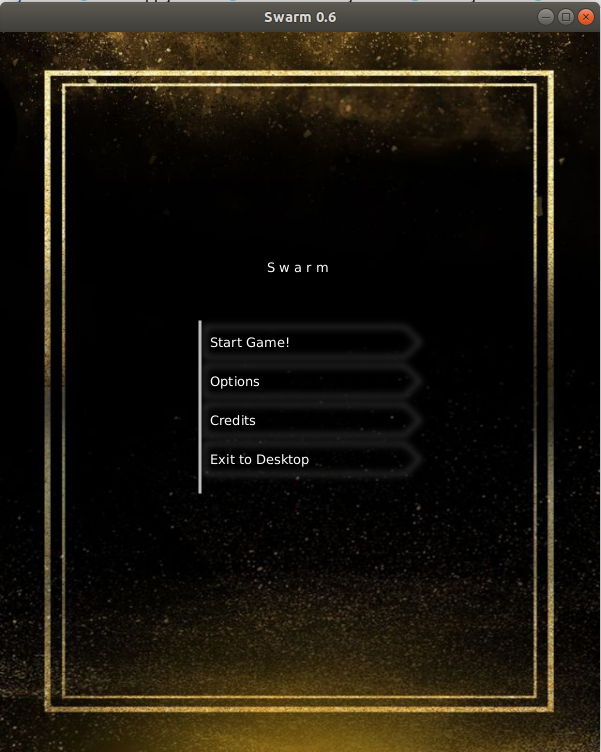 Swarm 0.6
S w a r m
Start Game!
Options
Credits
Exit to Desktop